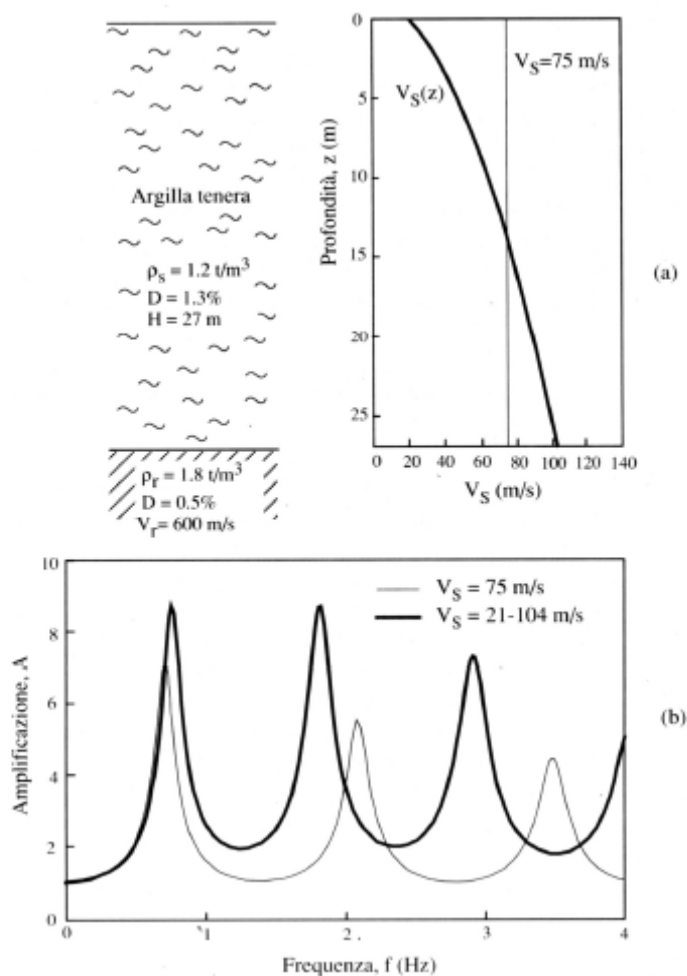 Argilla tenera
ρs = 1.2 t/m³
D = 1.3%
H = 27 m
ρr = 1.8 t/m³
D = 0.5%
Vr= 600 m/s
0
5
10
15
20
25
Profondità, z (m)
VS=75 m/s
VS(z)
0 20 40 60 80 100 120 140
VS (m/s)
(a)
10
8
6
4
2
0
Amplificazione, A
VS = 75 m/s
VS = 21-104 m/s
0 1 2 3 4
Frequenza, f (Hz)
(b)